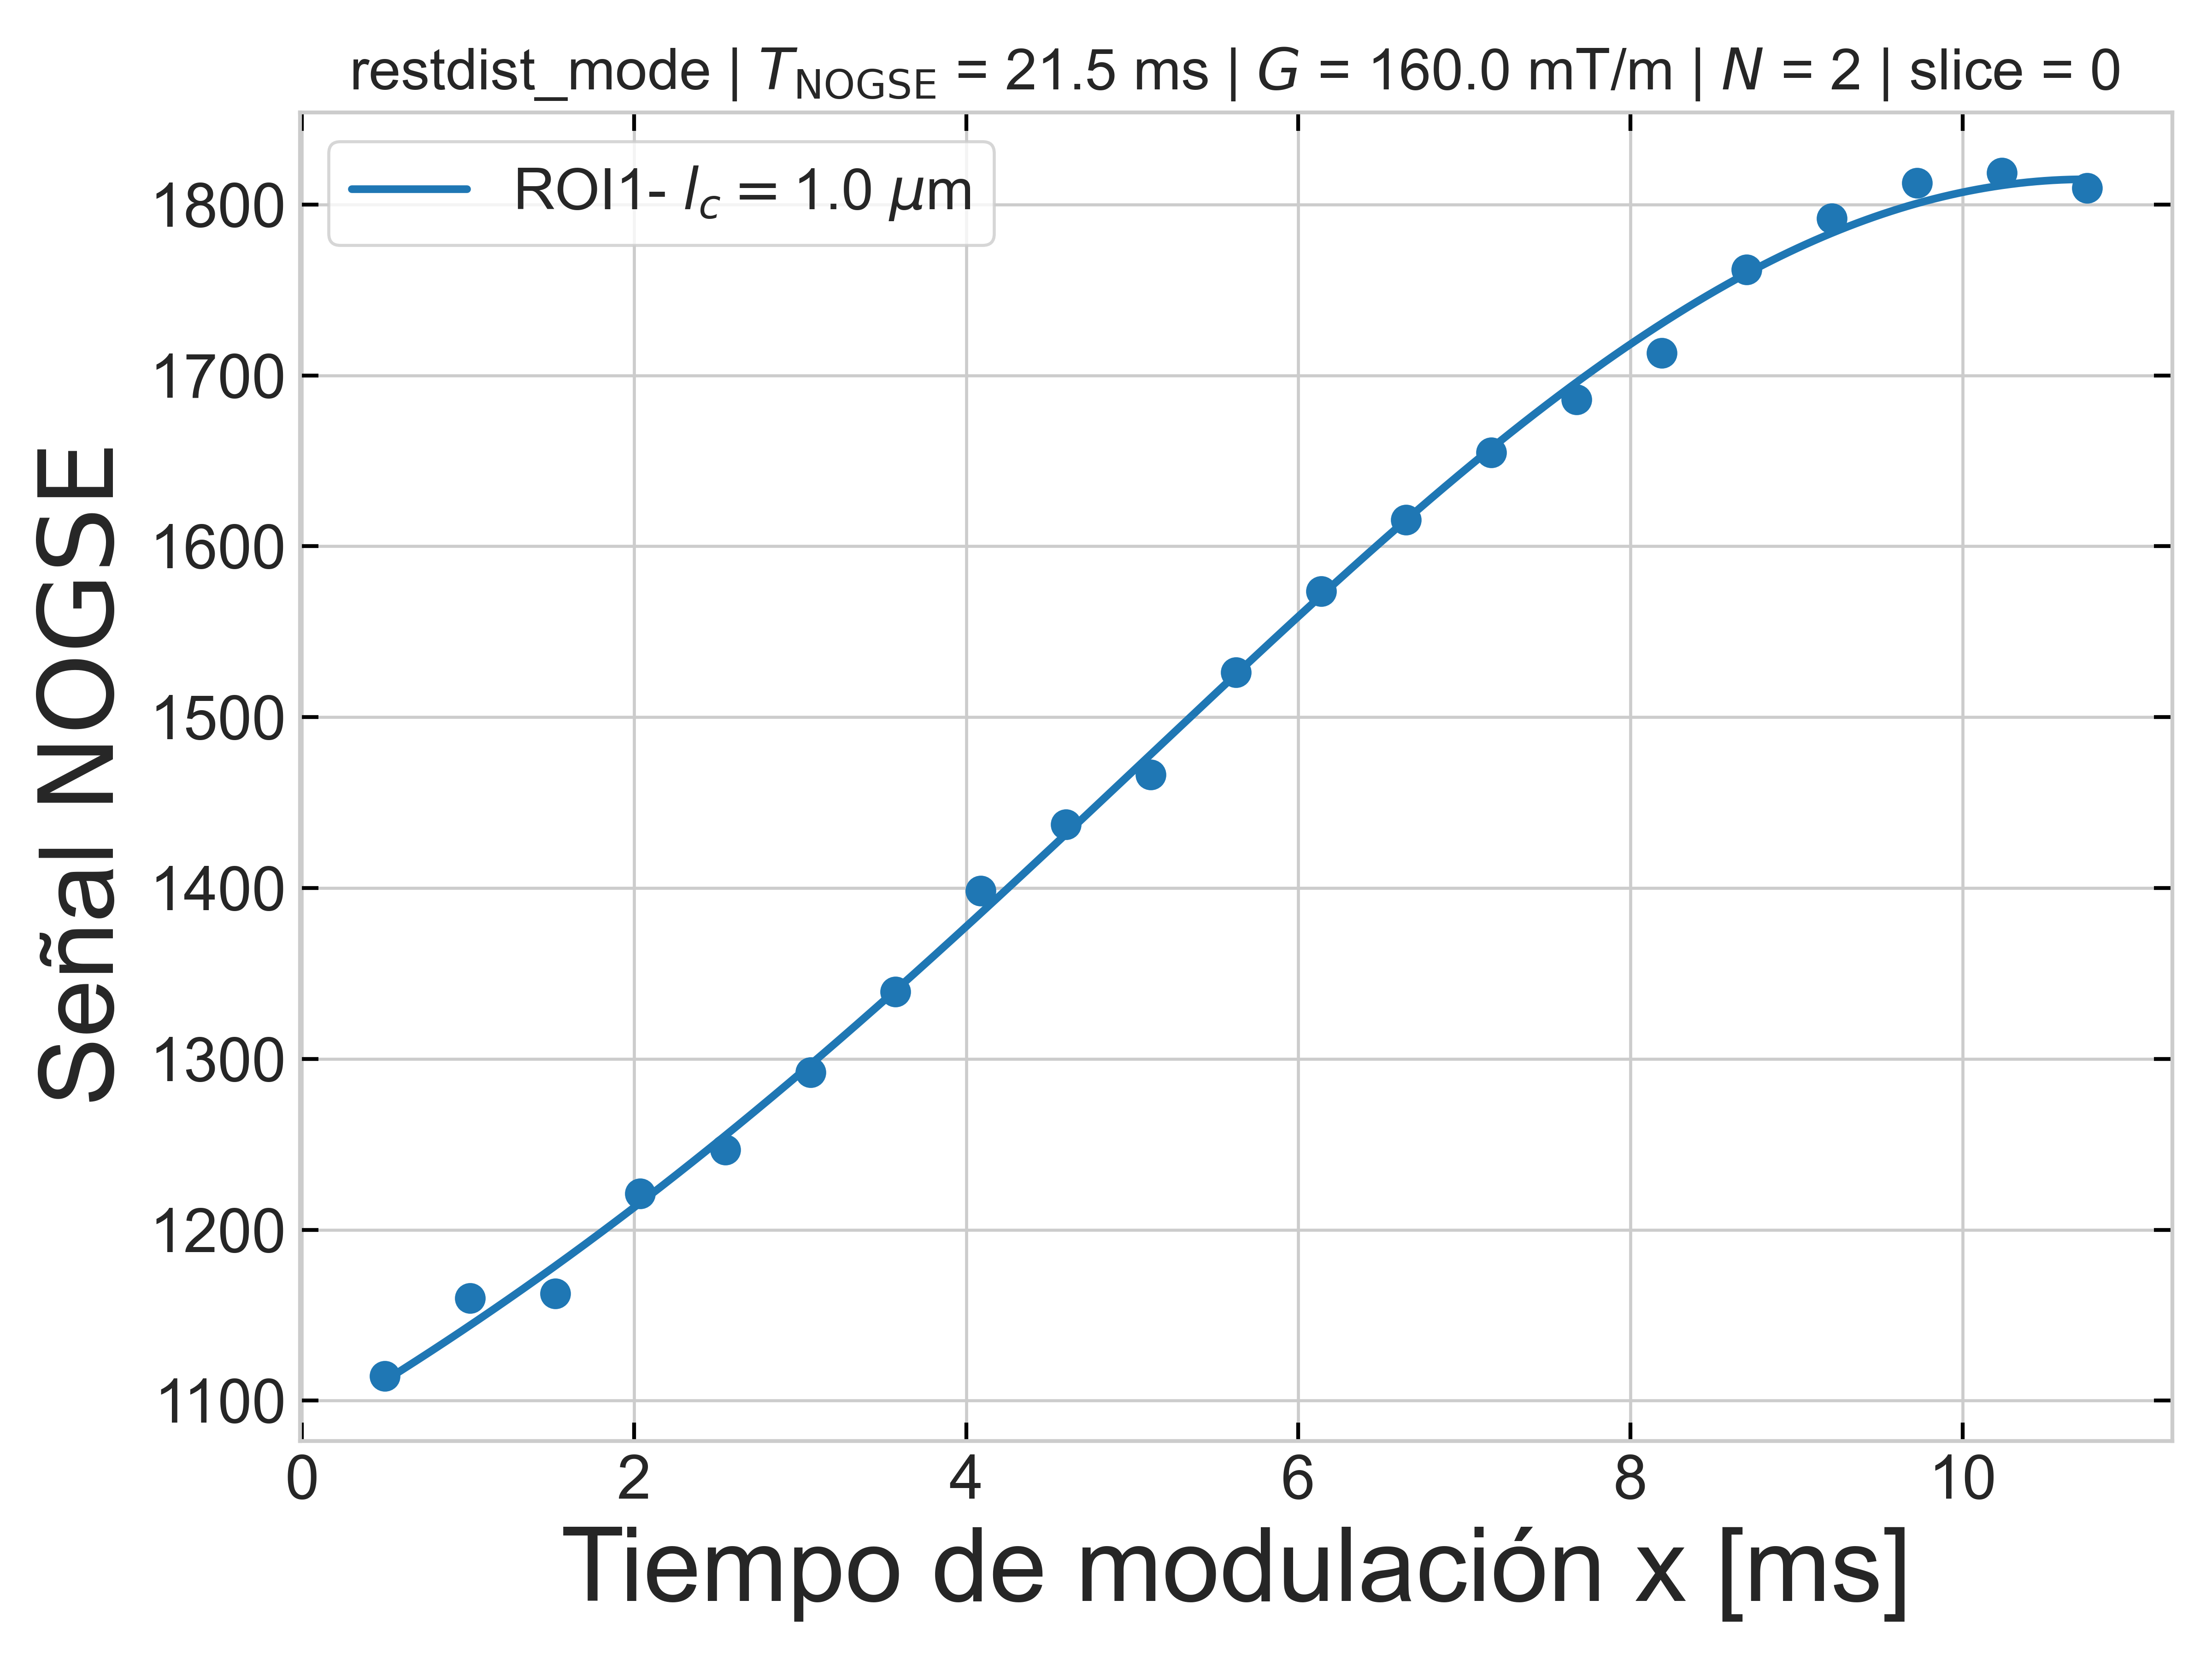 restdist_mode | T_NOGSE = 21.5 ms | G = 160.0 mT/m | N = 2 | slice = 0
ROI1- l_c = 1.0 μm
1800
1700
1600
1500
1400
1300
1200
1100
Señal NOGSE
0 2 4 6 8 10
Tiempo de modulación x [ms]